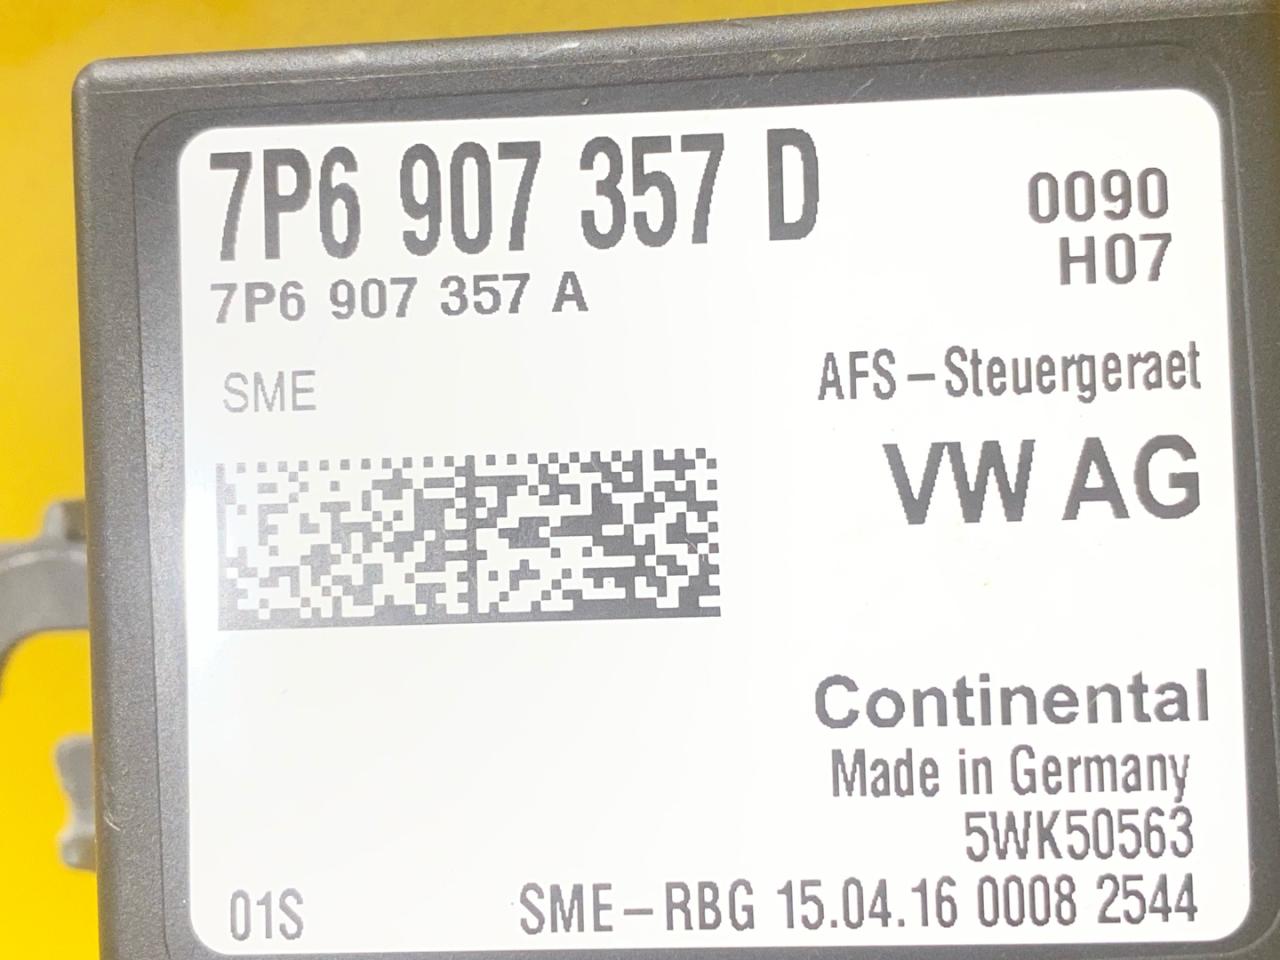 7P6 907 357 D
0090
H07
7P6 907 357 A
SME
AFS-Steuergeraet
VW AG
Continental
Made in Germany
5WK50563
01S
SME-RBG 15.04.16 0008 2544